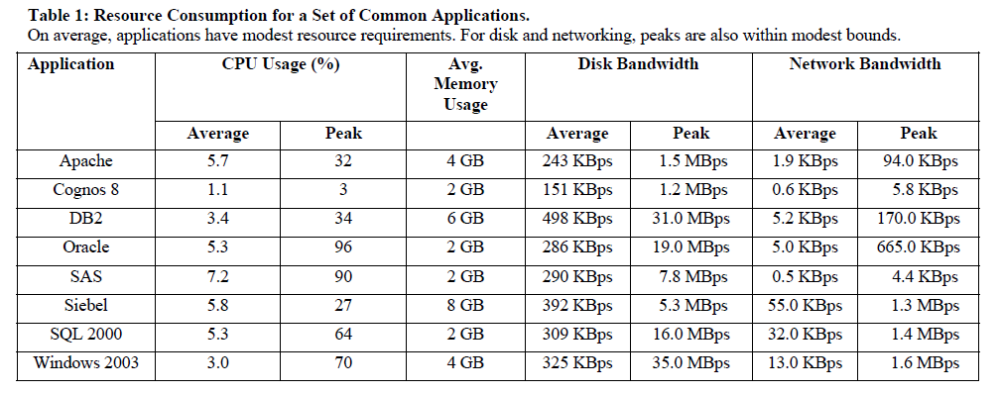 Table 1: Resource Consumption for a Set of Common Applications.
On average, applications have modest resource requirements. For disk and networking, peaks are also within modest bounds.
Application CPU Usage (%) Avg. Memory Usage Disk Bandwidth Network Bandwidth
Average Peak Average Peak Average Peak
Apache 5.7 32 4 GB 243 KBps 1.5 MBps 1.9 KBps 94.0 KBps
Cognos 8 1.1 3 2 GB 151 KBps 1.2 MBps 0.6 KBps 5.8 KBps
DB2 3.4 34 6 GB 498 KBps 31.0 MBps 5.2 KBps 170.0 KBps
Oracle 5.3 96 2 GB 286 KBps 19.0 MBps 5.0 KBps 665.0 KBps
SAS 7.2 90 2 GB 290 KBps 7.8 MBps 0.5 KBps 4.4 KBps
Siebel 5.8 27 8 GB 392 KBps 5.3 MBps 55.0 KBps 1.3 MBps
SQL 2000 5.3 64 2 GB 309 KBps 16.0 MBps 32.0 KBps 1.4 MBps
Windows 2003 3.0 70 4 GB 325 KBps 35.0 MBps 13.0 KBps 1.6 MBps